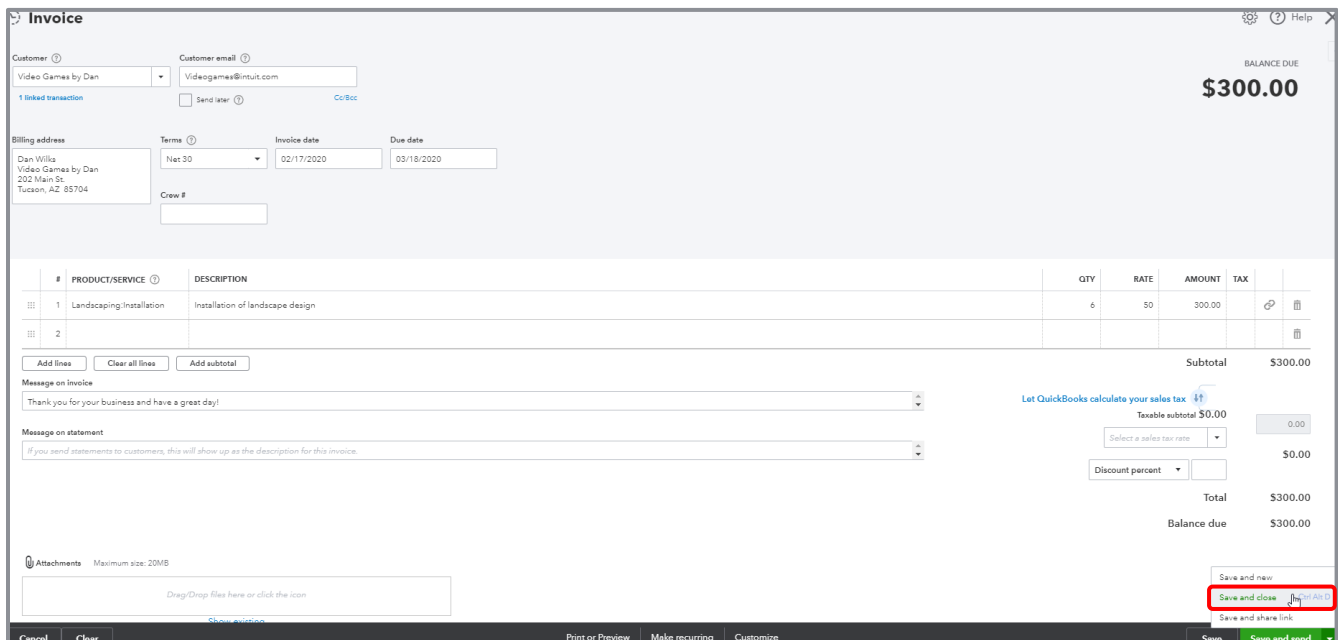 Invoice
Help
Customer
Customer email
BALANCE DUE
Video Games by Dan
Videogames@intuit.com
$300.00
1 linked transaction
Send later
Cc/Bcc
Billing address
Terms
Invoice date
Due date
Dan Wilks
Video Games by Dan
202 Main St.
Tucson, AZ 85704
Net 30
02/17/2020
03/18/2020
Crew #
# PRODUCT/SERVICE DESCRIPTION QTY RATE AMOUNT TAX
1 Landscaping:Installation Installation of landscape design 6 50 300.00
2
Add lines Clear all lines Add subtotal
Subtotal $300.00
Message on invoice
Thank you for your business and have a great day!
Let QuickBooks calculate your sales tax
Taxable subtotal $0.00
0.00
Message on statement
Select a sales tax rate
If you send statements to customers, this will show up as the description for this invoice.
$0.00
Discount percent
Total $300.00
Balance due $300.00
Attachments Maximum size: 20MB
Drag/Drop files here or click the icon
Show existing
Save and new
Save and close Ctrl Alt D
Save and share link
Cancel Clear Print or Preview Make recurring Customize Save Save and send